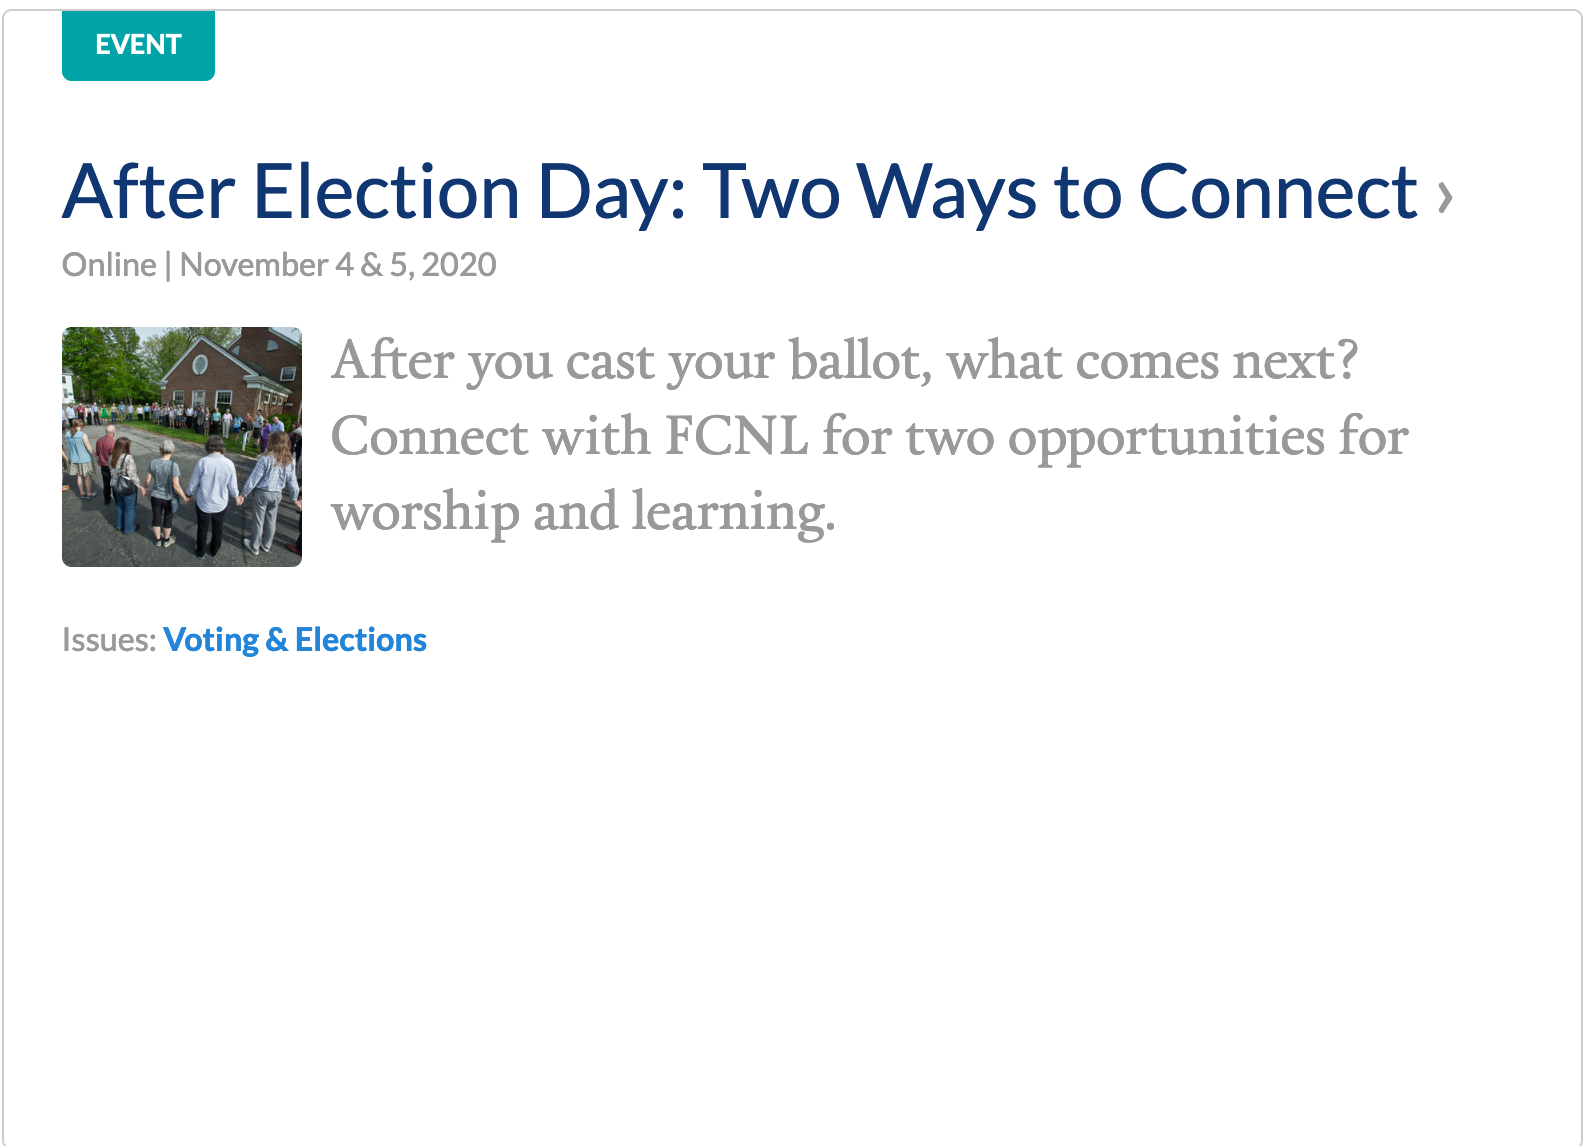 EVENT
After Election Day: Two Ways to Connect ›
Online | November 4 & 5, 2020
After you cast your ballot, what comes next?
Connect with FCNL for two opportunities for
worship and learning.
Issues: Voting & Elections